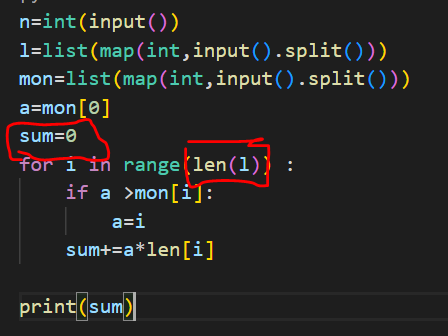 n=int(input())
l=list(map(int,input().split()))
mon=list(map(int,input().split()))
a=mon[0]
sum=0
for i in range(len(l)) :
    if a >mon[i]:
        a=i
    sum+=a*len[i]

print(sum)